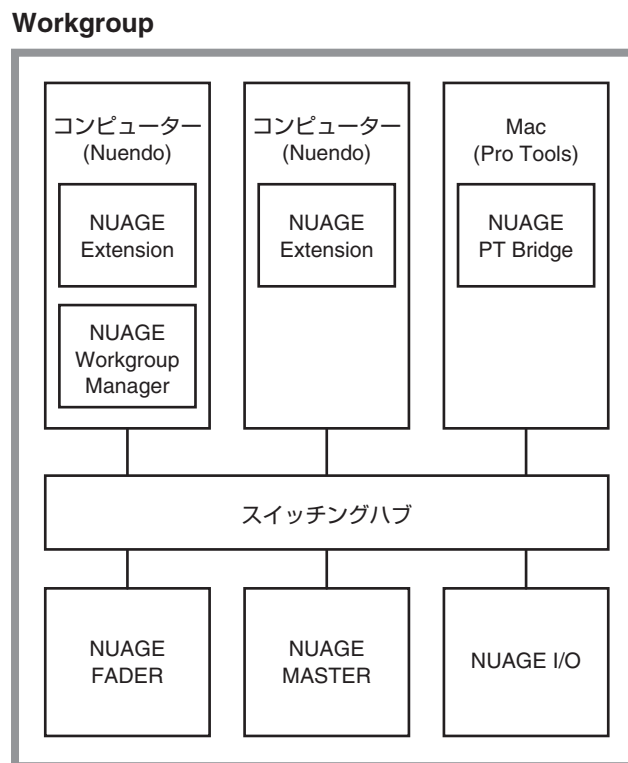 Workgroup
コンピューター
(Nuendo)
NUAGE
Extension
NUAGE
Workgroup
Manager
コンピューター
(Nuendo)
NUAGE
Extension
Mac
(Pro Tools)
NUAGE
PT Bridge
スイッチングハブ
NUAGE
FADER
NUAGE
MASTER
NUAGE I/O